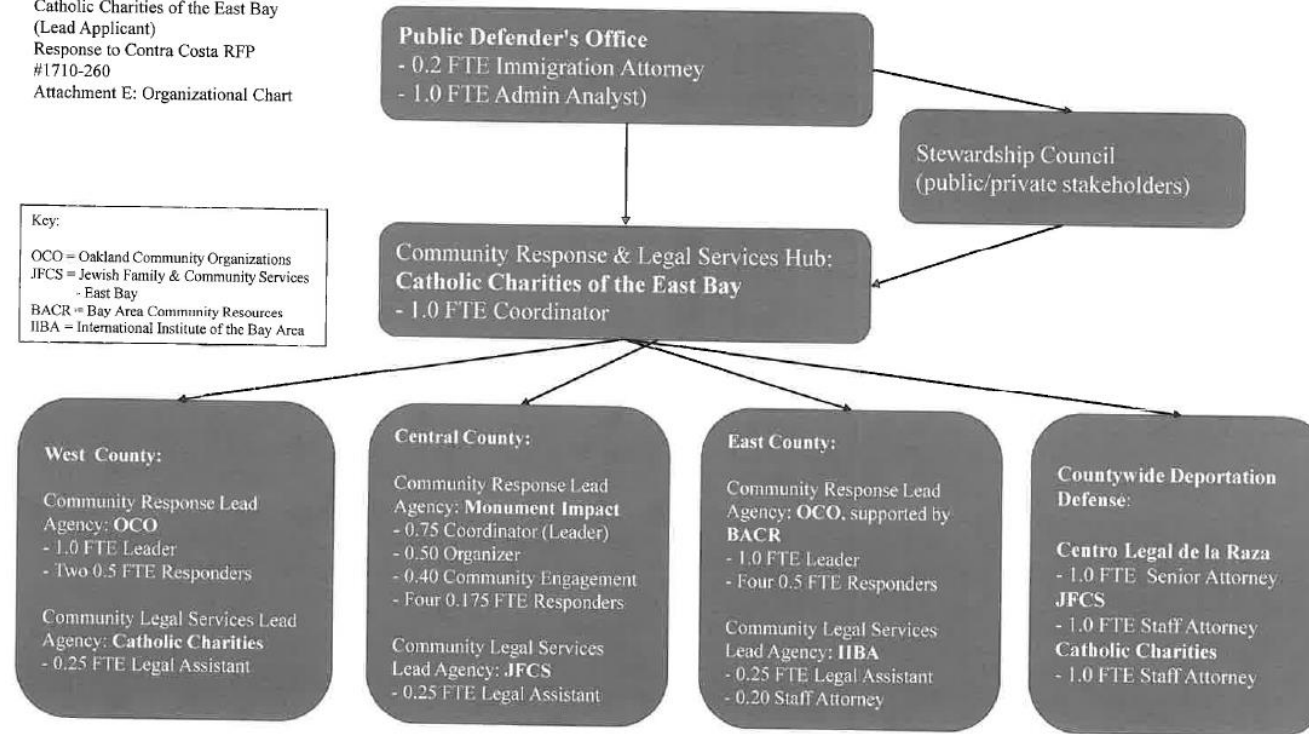 Catholic Charities of the East Bay
(Lead Applicant)
Response to Contra Costa RFP
#1710-260
Attachment E: Organizational Chart
Public Defender's Office
- 0.2 FTE Immigration Attorney
- 1.0 FTE Admin Analyst)
Stewardship Council
(public/private stakeholders)
Key:
OCO = Oakland Community Organizations
JFCS = Jewish Family & Community Services
- East Bay
BACR = Bay Area Community Resources
IIBA = International Institute of the Bay Area
Community Response & Legal Services Hub:
Catholic Charities of the East Bay
- 1.0 FTE Coordinator
West County:
Community Response Lead
Agency: OCO
- 1.0 FTE Leader
- Two 0.5 FTE Responders
Community Legal Services Lead
Agency: Catholic Charities
- 0.25 FTE Legal Assistant
Central County:
Community Response Lead
Agency: Monument Impact
- 0.75 Coordinator (Leader)
- 0.50 Organizer
- 0.40 Community Engagement
- Four 0.175 FTE Responders
Community Legal Services
Lead Agency: JFCS
- 0.25 FTE Legal Assistant
East County:
Community Response Lead
Agency: OCO, supported by
BACR
- 1.0 FTE Leader
- Four 0.5 FTE Responders
Community Legal Services
Lead Agency: IIBA
- 0.25 FTE Legal Assistant
- 0.20 Staff Attorney
Countywide Deportation
Defense:
Centro Legal de la Raza
- 1.0 FTE Senior Attorney
JFCS
- 1.0 FTE Staff Attorney
Catholic Charities
- 1.0 FTE Staff Attorney